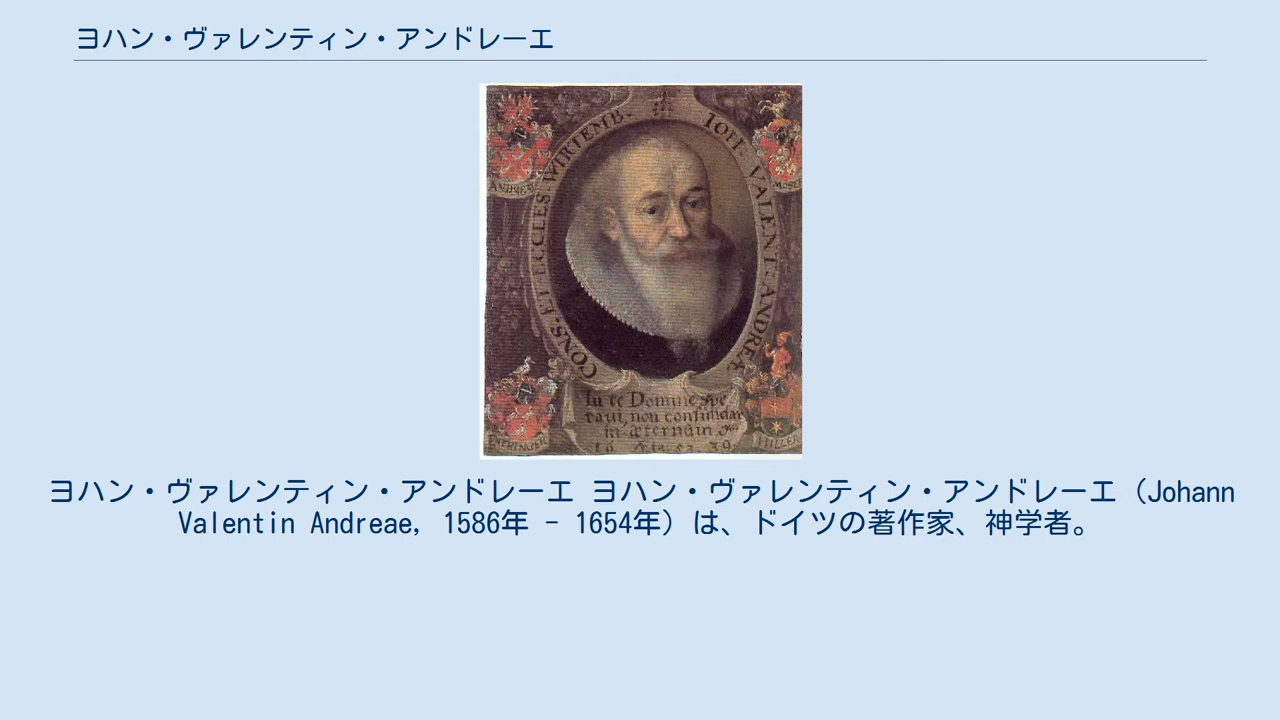 ヨハン・ヴァレンティン・アンドレーエ
CONS. ET ECCLES. WIRTEMB.
IOH. VALENT. ANDREÆ
ANDREÆ
MOSER
HILLER
In te Domine spe
raui, non confundar
in æternum
ヨハン・ヴァレンティン・アンドレーエ ヨハン・ヴァレンティン・アンドレーエ（Johann
Valentin Andreae, 1586年 - 1654年）は、ドイツの著作家、神学者。